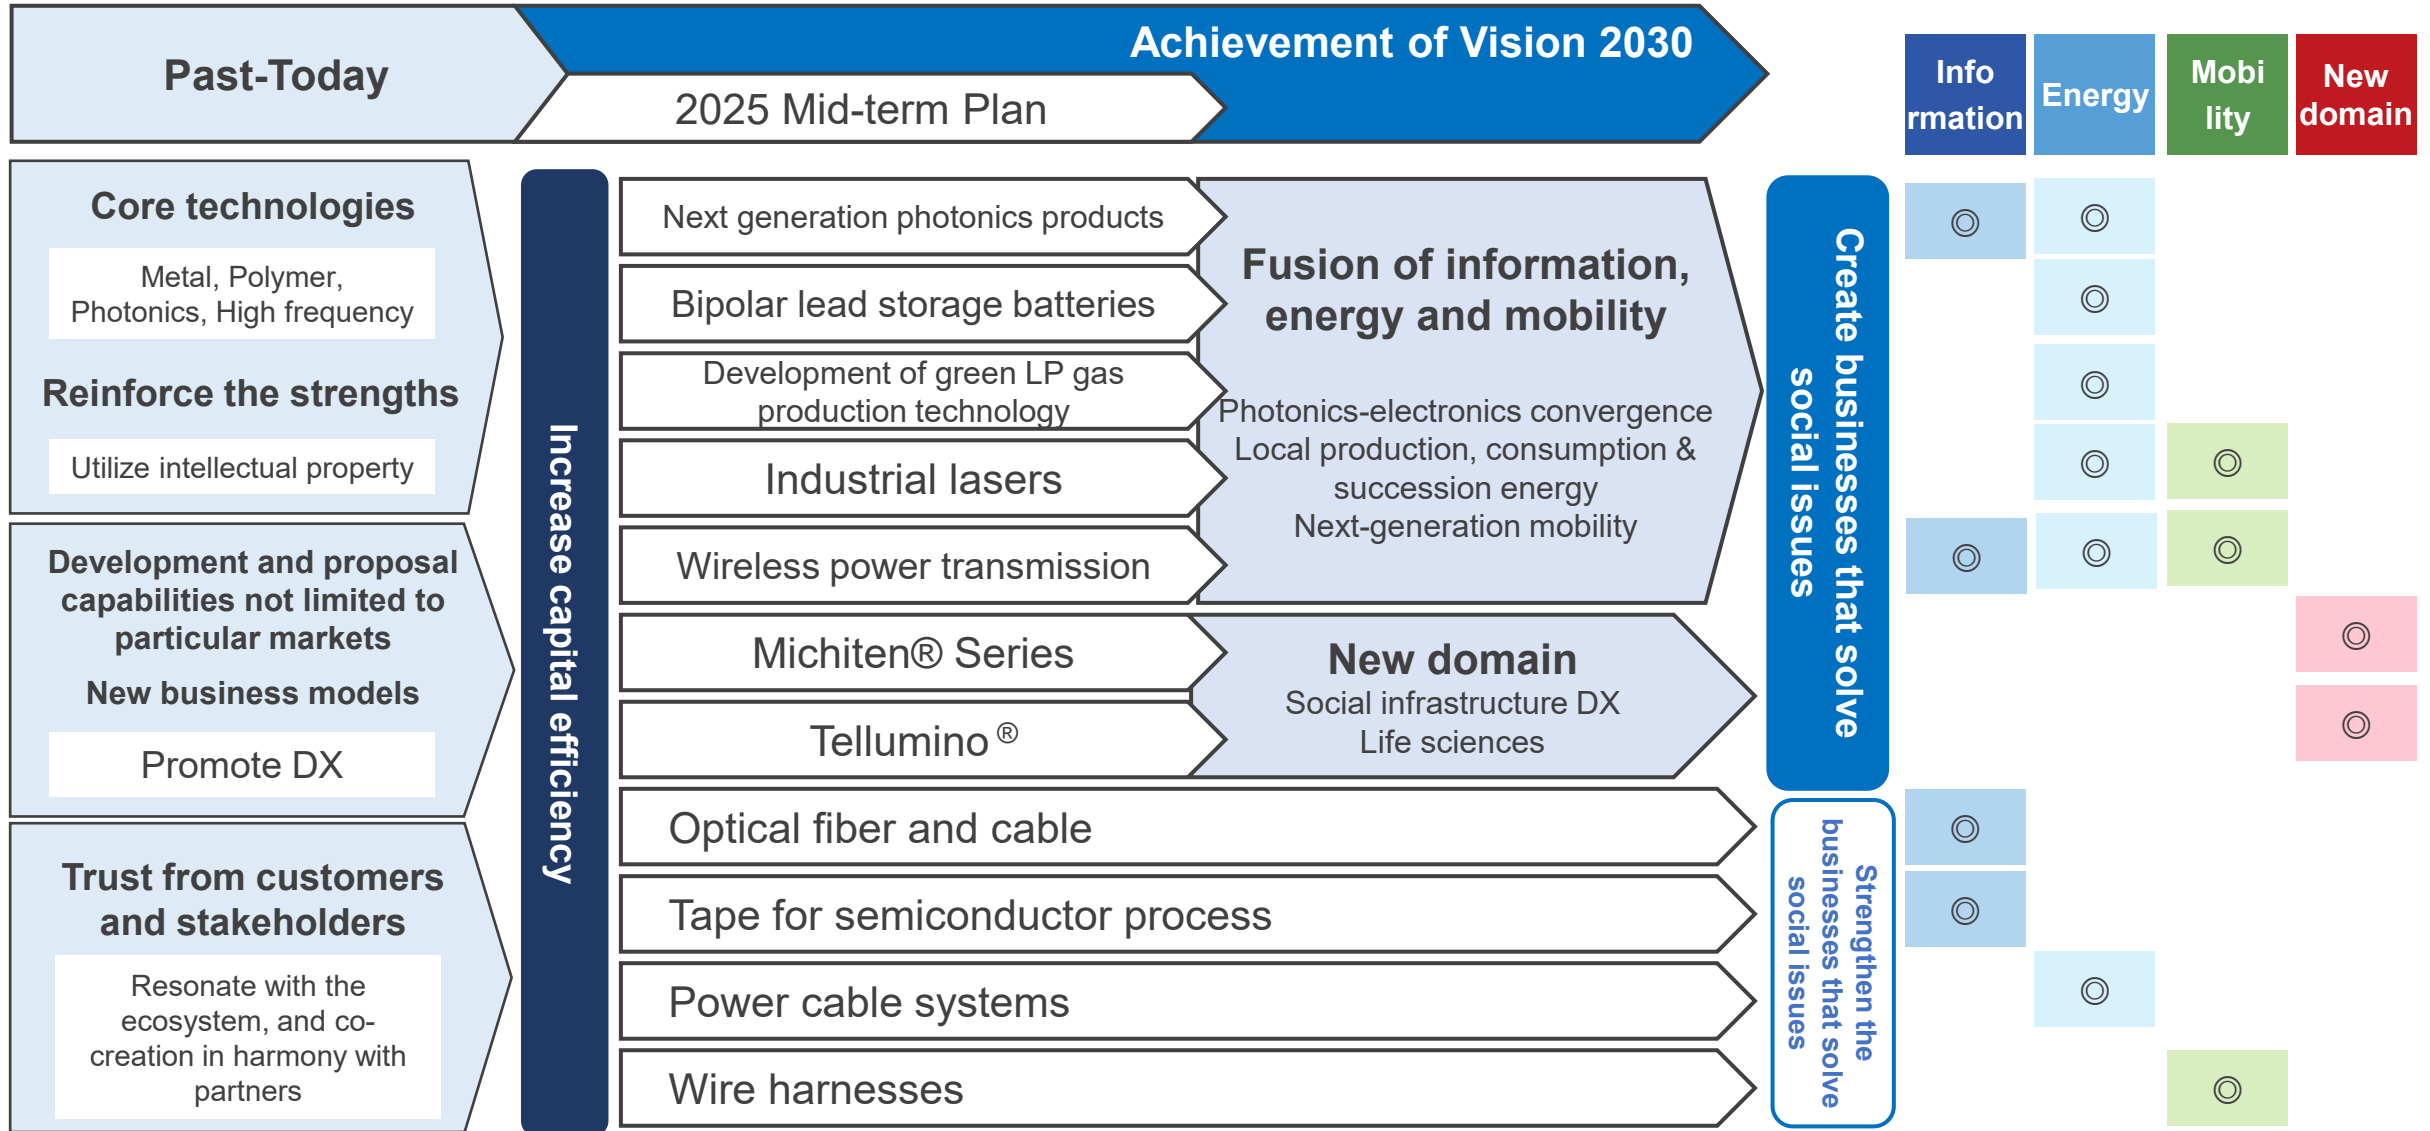 Past-Today
Achievement of Vision 2030
2025 Mid-term Plan
Info
rmation
Energy
Mobi
lity
New
domain
Core technologies
Metal, Polymer,
Photonics, High frequency
Reinforce the strengths
Utilize intellectual property
Development and proposal
capabilities not limited to
particular markets
New business models
Promote DX
Trust from customers
and stakeholders
Resonate with the
ecosystem, and co-
creation in harmony with
partners
Increase capital efficiency
Next generation photonics products
Bipolar lead storage batteries
Development of green LP gas
production technology
Industrial lasers
Wireless power transmission
Michiten® Series
Tellumino ®
Optical fiber and cable
Tape for semiconductor process
Power cable systems
Wire harnesses
Fusion of information,
energy and mobility
Photonics-electronics convergence
Local production, consumption &
succession energy
Next-generation mobility
New domain
Social infrastructure DX
Life sciences
Create businesses that solve
social issues
Strengthen the
businesses that solve
social issues
◎ ◎
◎
◎
◎ ◎
◎ ◎ ◎
◎
◎
◎
◎
◎
◎